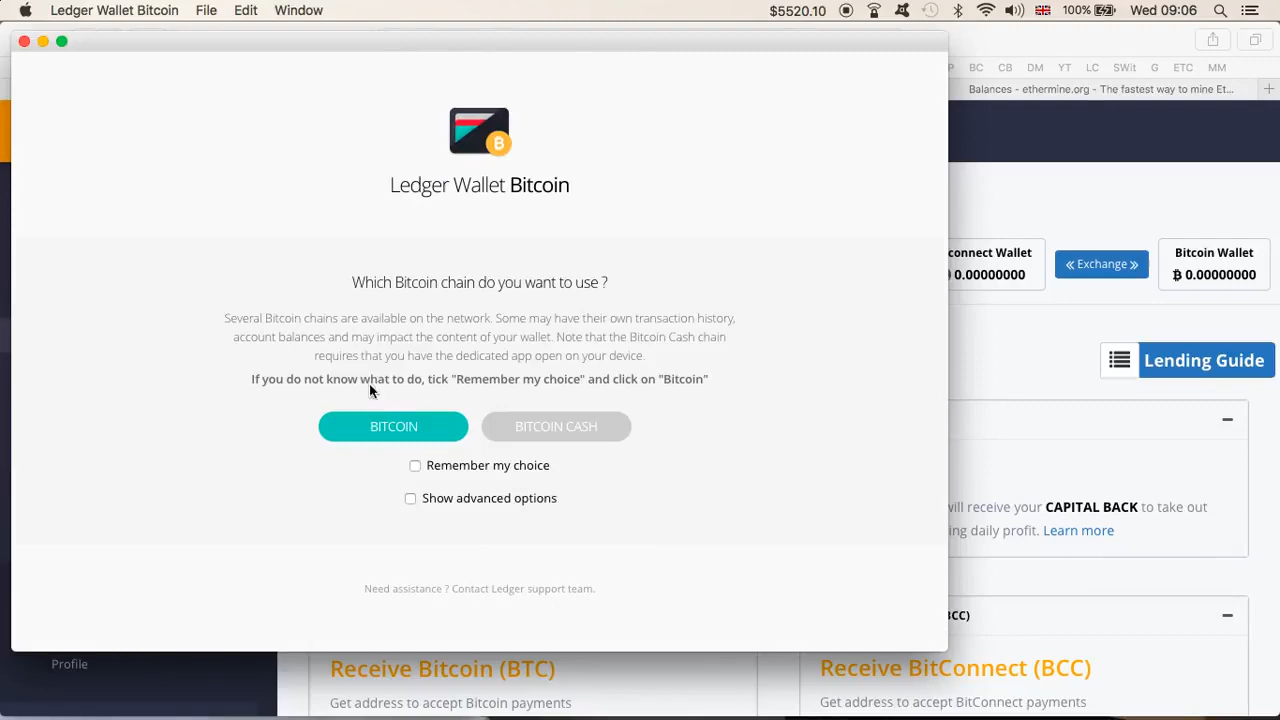 Ledger Wallet Bitcoin File Edit Window $5520.10 100% Wed 09:06
BC CB DM YT LC SWit G ETC MM
Balances - ethermine.org - The fastest way to mine Et...
Ledger Wallet Bitcoin
Which Bitcoin chain do you want to use ?
Several Bitcoin chains are available on the network. Some may have their own transaction history,
account balances and may impact the content of your wallet. Note that the Bitcoin Cash chain
requires that you have the dedicated app open on your device.
If you do not know what to do, tick "Remember my choice" and click on "Bitcoin"
BITCOIN BITCOIN CASH
Remember my choice
Show advanced options
Need assistance ? Contact Ledger support team.
connect Wallet
0.00000000
« Exchange »
Bitcoin Wallet
฿ 0.00000000
Lending Guide
will receive your CAPITAL BACK to take out
ing daily profit. Learn more
BCC)
Profile
Receive Bitcoin (BTC)
Get address to accept Bitcoin payments
Receive BitConnect (BCC)
Get address to accept BitConnect payments